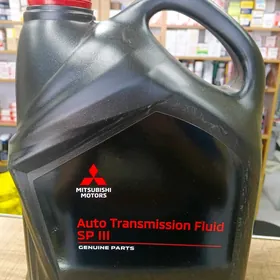 MITSUBISHI
MOTORS
Auto Transmission Fluid
SP III
GENUINE PARTS